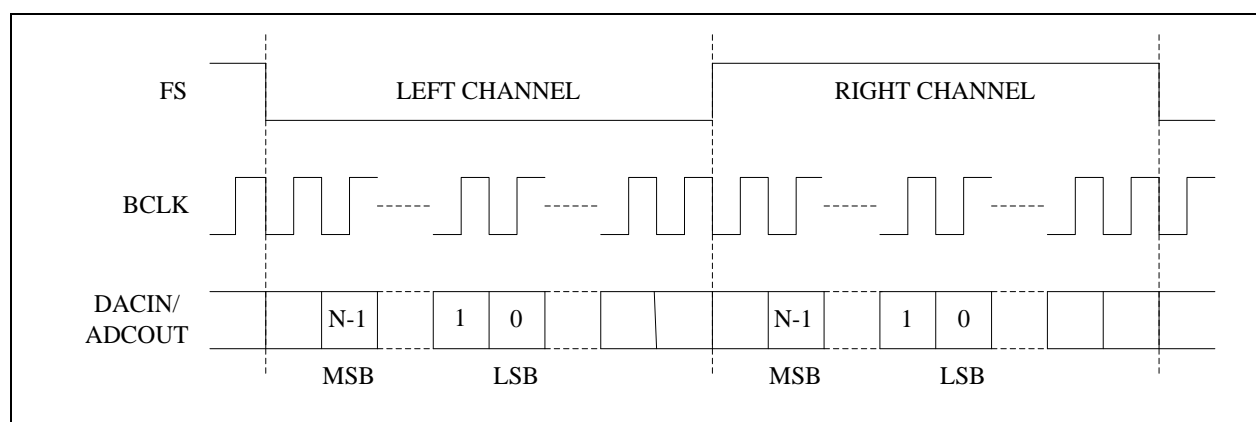 FS LEFT CHANNEL RIGHT CHANNEL
BCLK
DACIN/
ADCOUT
N-1 1 0 N-1 1 0
MSB LSB MSB LSB